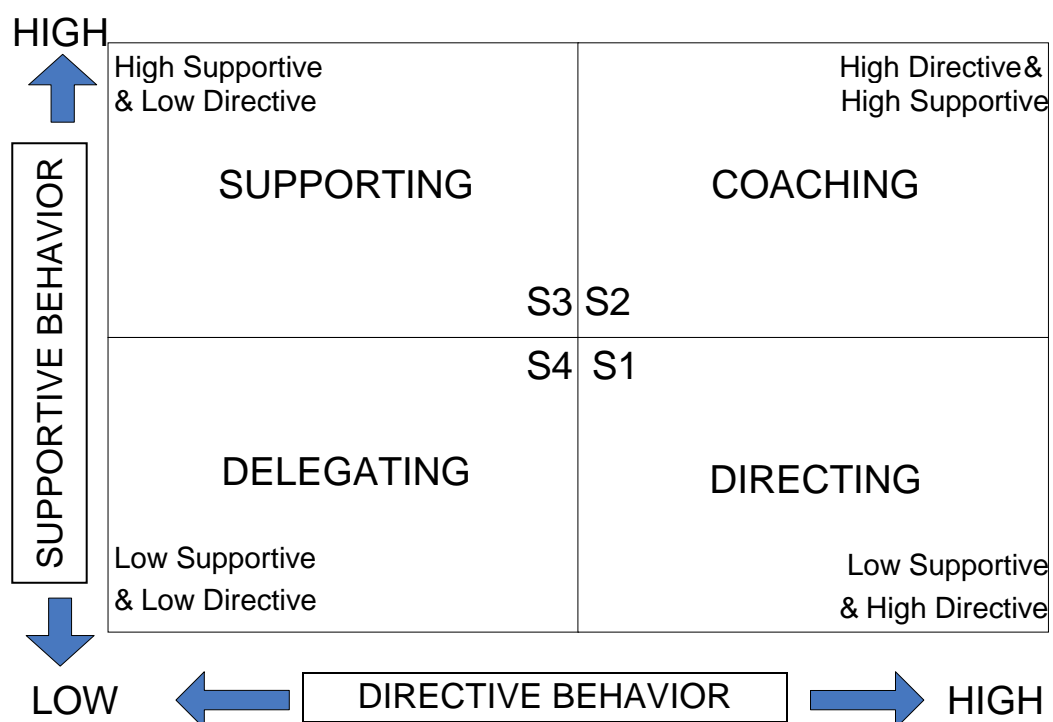 HIGH
High Supportive
& Low Directive
High Directive&
High Supportive
SUPPORTING
COACHING
S3
S2
SUPPORTIVE BEHAVIOR
S4
S1
DELEGATING
DIRECTING
Low Supportive
& Low Directive
Low Supportive
& High Directive
LOW
DIRECTIVE BEHAVIOR
HIGH